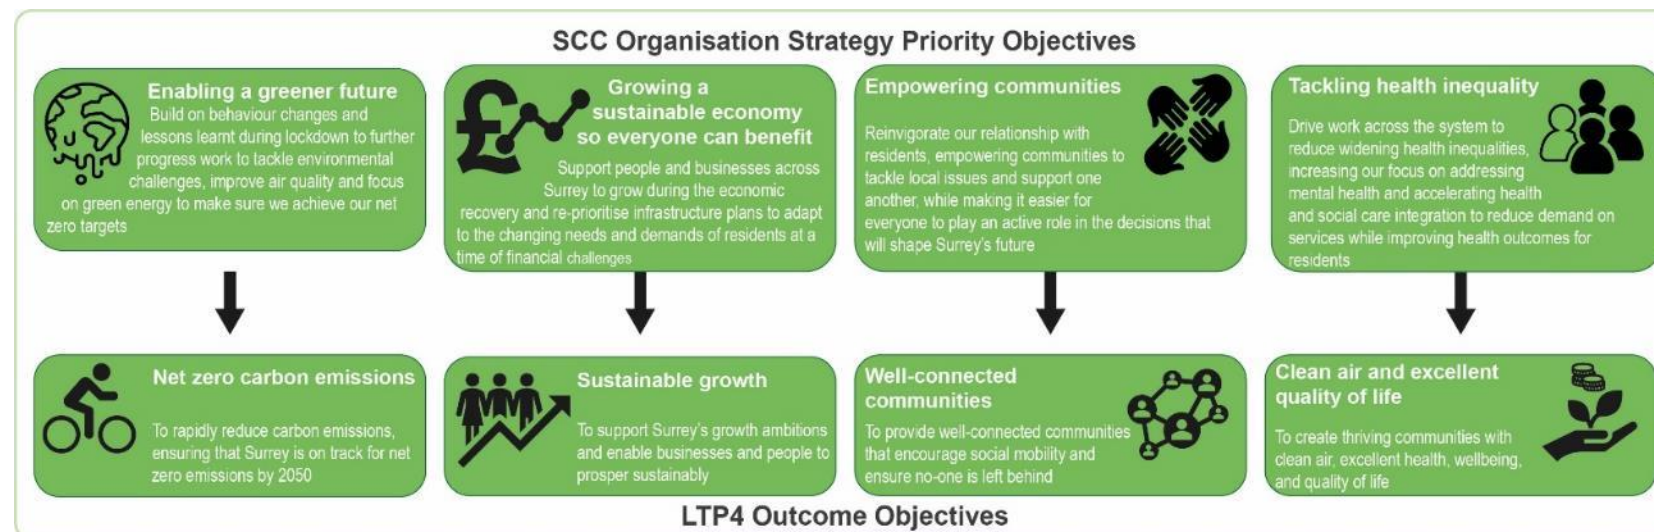 SCC Organisation Strategy Priority Objectives
Enabling a greener future
Build on behaviour changes and
lessons learnt during lockdown to further
progress work to tackle environmental
challenges, improve air quality and focus
on green energy to make sure we achieve our net
zero targets
Growing a
sustainable economy
so everyone can benefit
Support people and businesses across
Surrey to grow during the economic
recovery and re-prioritise infrastructure plans to adapt
to the changing needs and demands of residents at a
time of financial challenges
Empowering communities
Reinvigorate our relationship with
residents, empowering communities to
tackle local issues and support one
another, while making it easier for
everyone to play an active role in the decisions that
will shape Surrey's future
Tackling health inequality
Drive work across the system to
reduce widening health inequalities,
increasing our focus on addressing
mental health and accelerating health
and social care integration to reduce demand on
services while improving health outcomes for
residents
Net zero carbon emissions
To rapidly reduce carbon emissions,
ensuring that Surrey is on track for net
zero emissions by 2050
Sustainable growth
To support Surrey's growth ambitions
and enable businesses and people to
prosper sustainably
Well-connected
communities
To provide well-connected communities
that encourage social mobility and
ensure no-one is left behind
Clean air and excellent
quality of life
To create thriving communities with
clean air, excellent health, wellbeing,
and quality of life
LTP4 Outcome Objectives